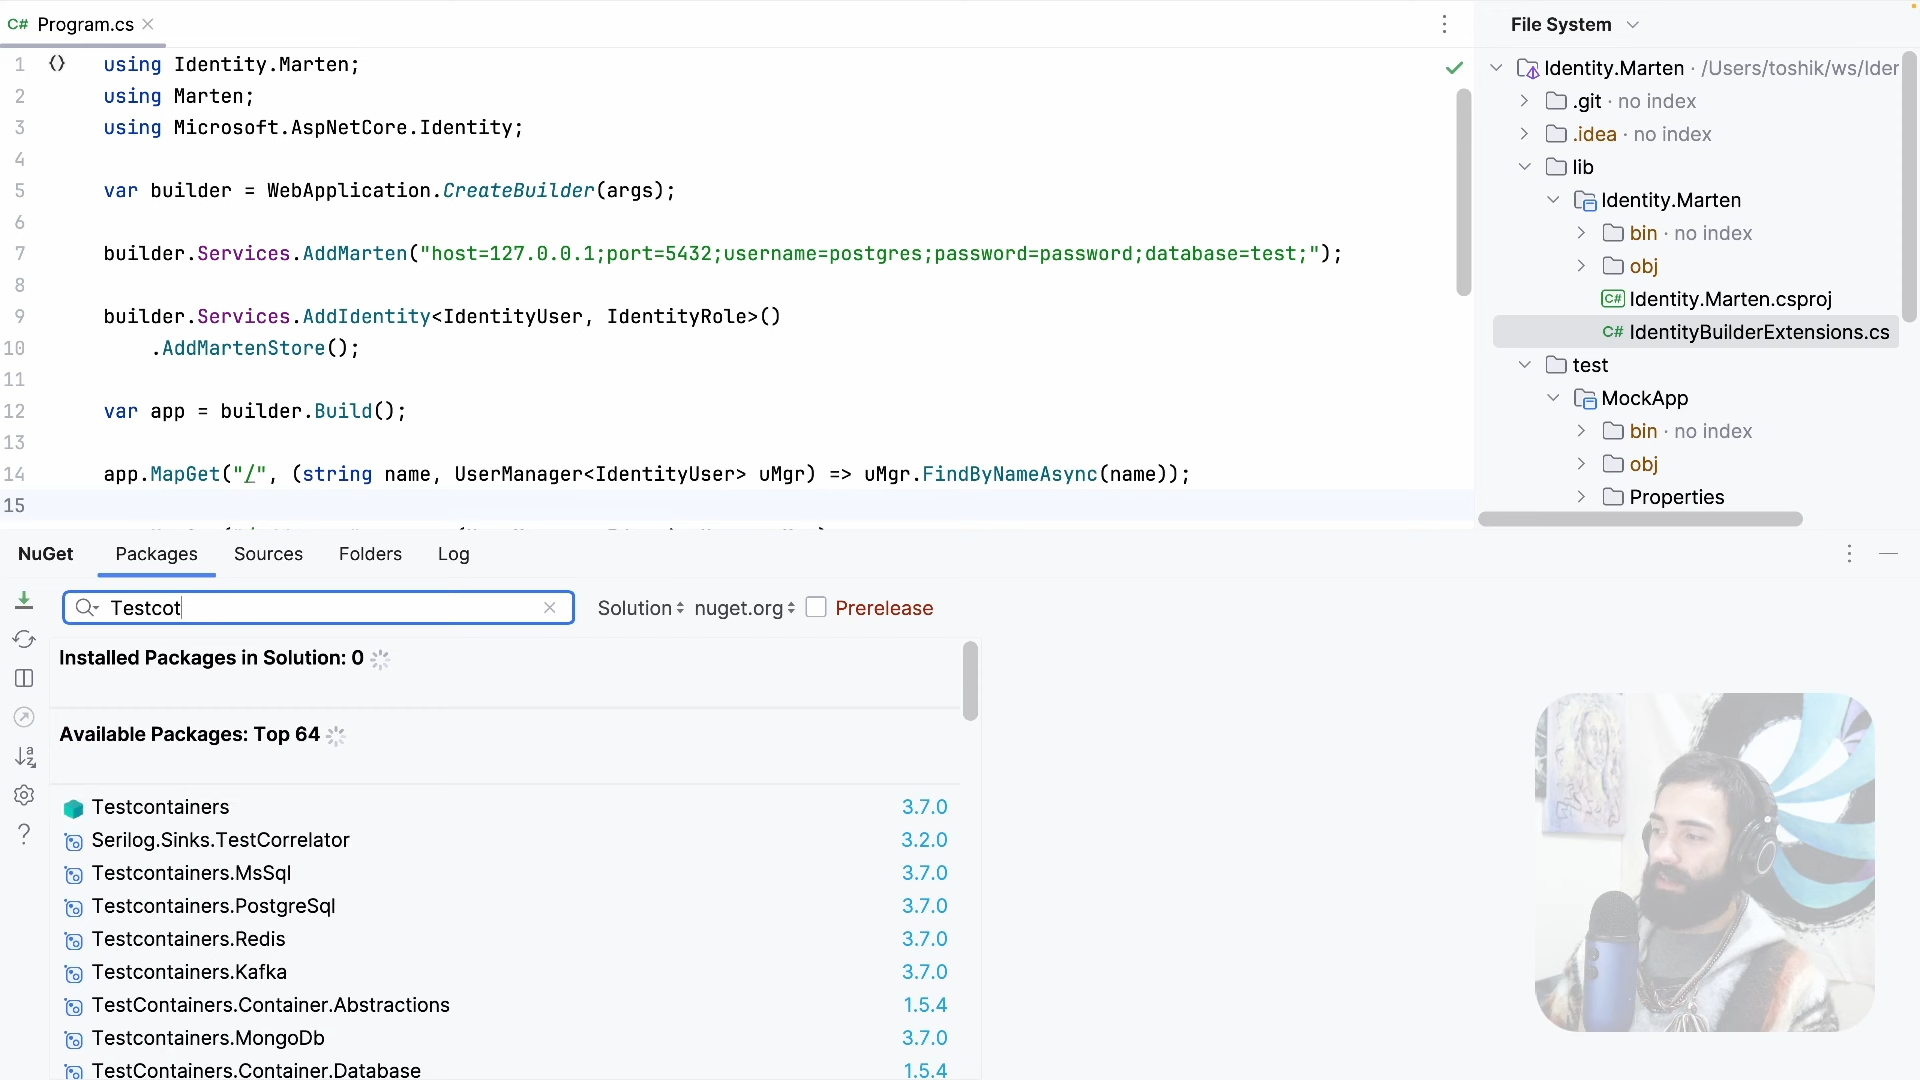 C# Program.cs
File System
1 using Identity.Marten;
2 using Marten;
3 using Microsoft.AspNetCore.Identity;
4
5 var builder = WebApplication.CreateBuilder(args);
6
7 builder.Services.AddMarten("host=127.0.0.1;port=5432;username=postgres;password=password;database=test;");
8
9 builder.Services.AddIdentity<IdentityUser, IdentityRole>()
10 .AddMartenStore();
11
12 var app = builder.Build();
13
14 app.MapGet("/", (string name, UserManager<IdentityUser> uMgr) => uMgr.FindByNameAsync(name));
15
Identity.Marten · /Users/toshik/ws/Iden
.git · no index
.idea · no index
lib
Identity.Marten
bin · no index
obj
C# Identity.Marten.csproj
C# IdentityBuilderExtensions.cs
test
MockApp
bin · no index
obj
Properties
NuGet Packages Sources Folders Log
Testcot
Solution nuget.org Prerelease
Installed Packages in Solution: 0
Available Packages: Top 64
Testcontainers 3.7.0
Serilog.Sinks.TestCorrelator 3.2.0
Testcontainers.MsSql 3.7.0
Testcontainers.PostgreSql 3.7.0
Testcontainers.Redis 3.7.0
Testcontainers.Kafka 3.7.0
TestContainers.Container.Abstractions 1.5.4
Testcontainers.MongoDb 3.7.0
TestContainers.Container.Database 1.5.4